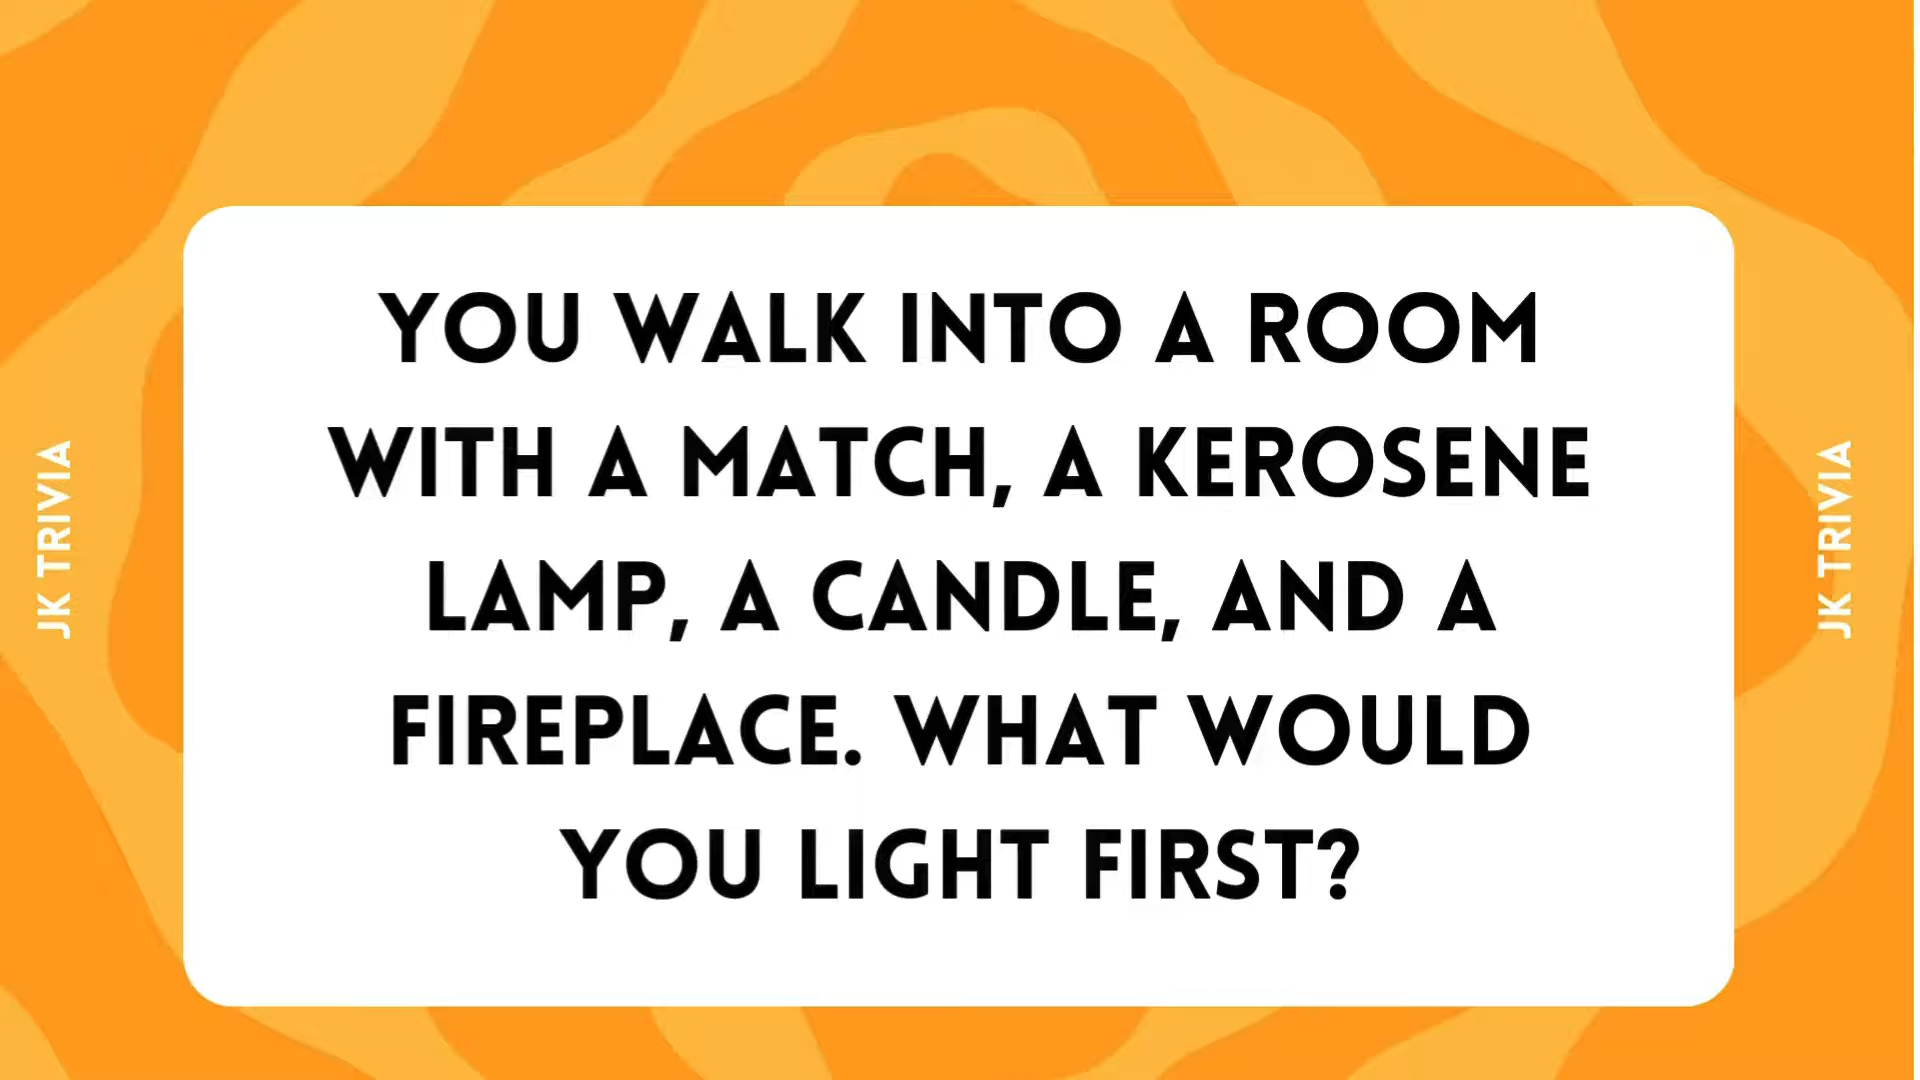 YOU WALK INTO A ROOM
WITH A MATCH, A KEROSENE
LAMP, A CANDLE, AND A
FIREPLACE. WHAT WOULD
YOU LIGHT FIRST?
JK TRIVIA
JK TRIVIA